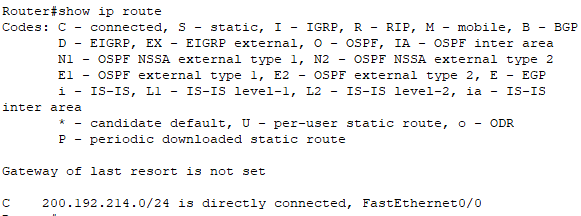 Router#show ip route
Codes: C - connected, S - static, I - IGRP, R - RIP, M - mobile, B - BGP
D - EIGRP, EX - EIGRP external, O - OSPF, IA - OSPF inter area
N1 - OSPF NSSA external type 1, N2 - OSPF NSSA external type 2
E1 - OSPF external type 1, E2 - OSPF external type 2, E - EGP
i - IS-IS, L1 - IS-IS level-1, L2 - IS-IS level-2, ia - IS-IS
inter area
* - candidate default, U - per-user static route, o - ODR
P - periodic downloaded static route
Gateway of last resort is not set
C 200.192.214.0/24 is directly connected, FastEthernet0/0